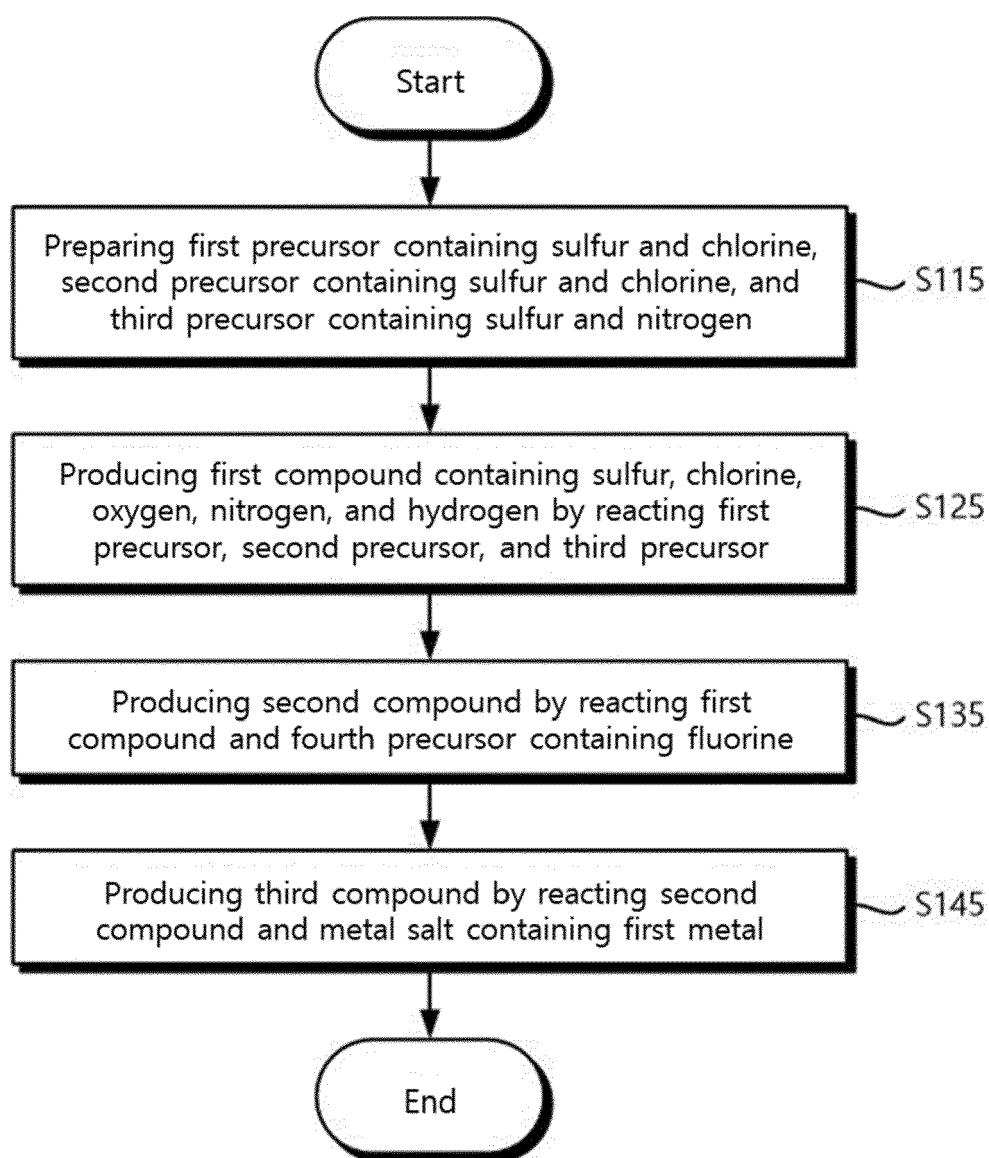 Start
Preparing first precursor containing sulfur and chlorine,
second precursor containing sulfur and chlorine, and
third precursor containing sulfur and nitrogen
S115
Producing first compound containing sulfur, chlorine,
oxygen, nitrogen, and hydrogen by reacting first
precursor, second precursor, and third precursor
S125
Producing second compound by reacting first
compound and fourth precursor containing fluorine
S135
Producing third compound by reacting second
compound and metal salt containing first metal
S145
End